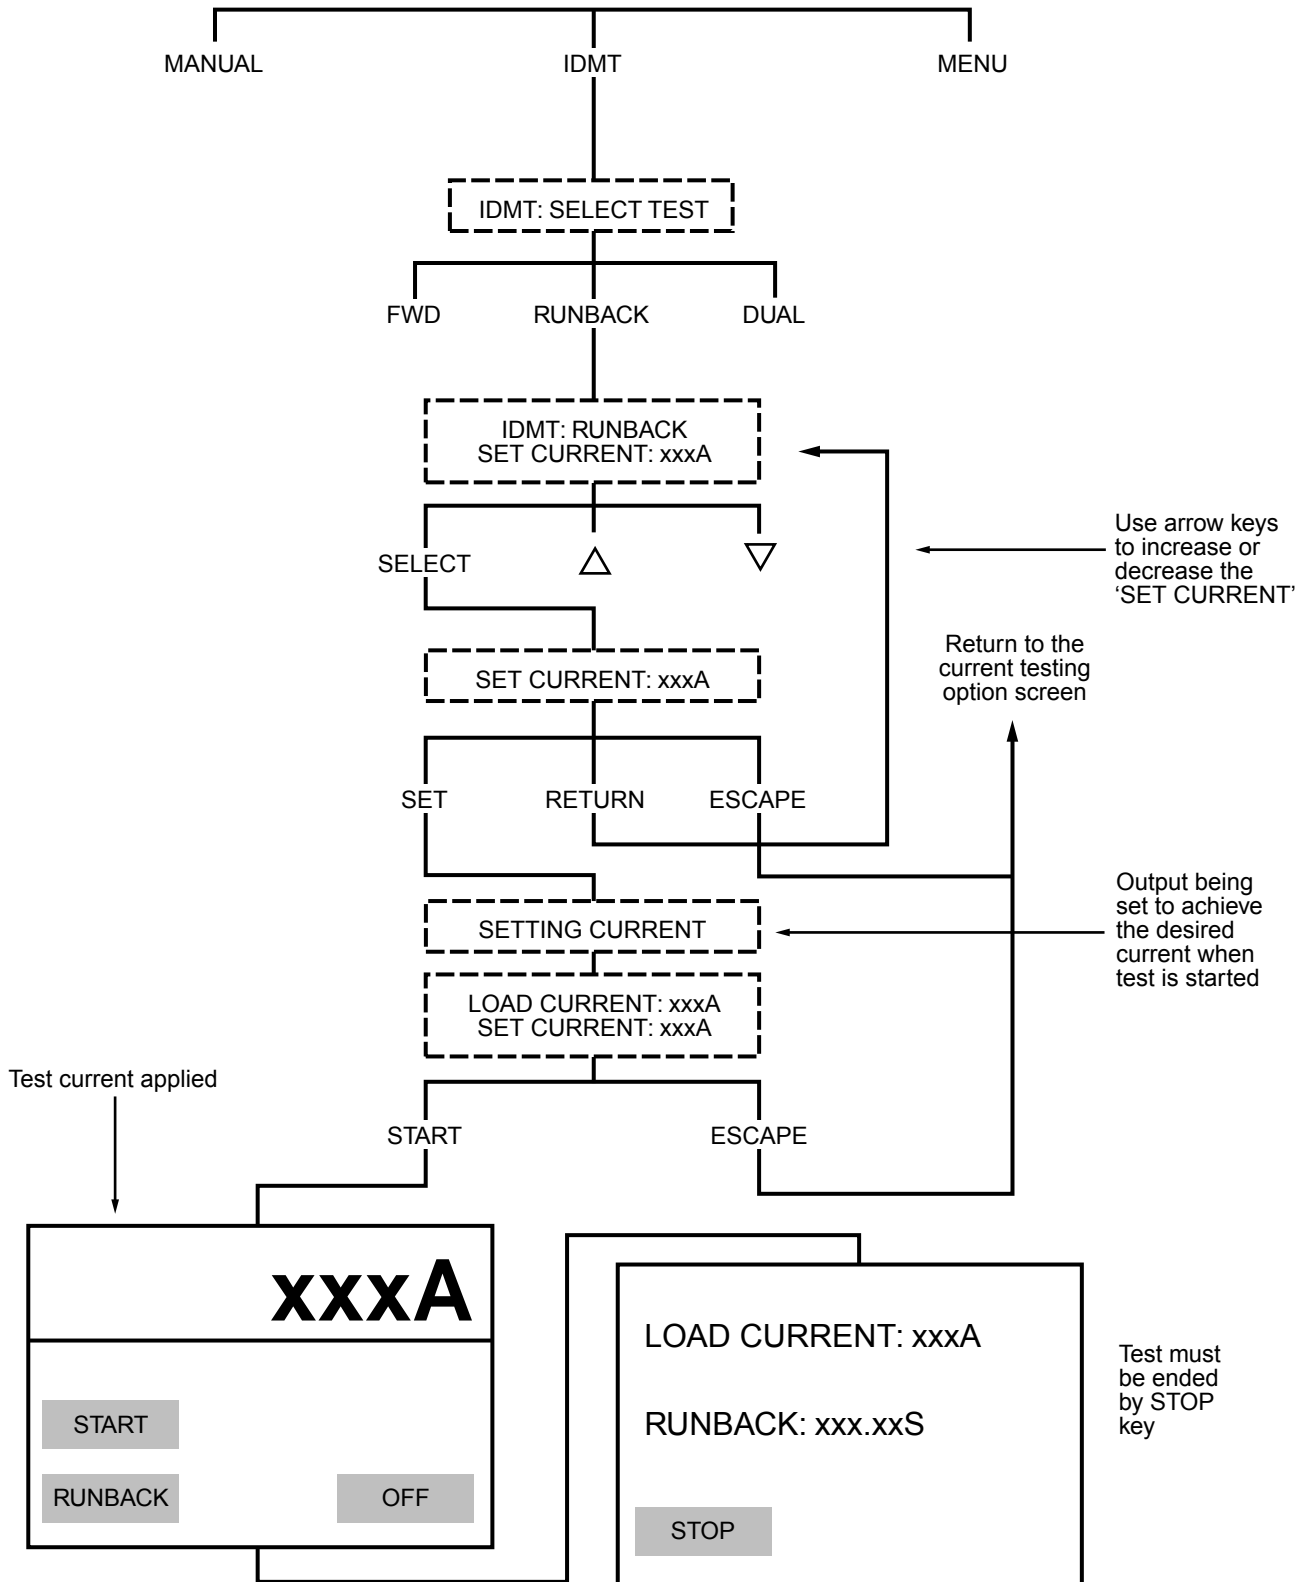 MANUAL
IDMT
MENU
IDMT: SELECT TEST
FWD
RUNBACK
DUAL
IDMT: RUNBACK
SET CURRENT: xxxA
SELECT
Use arrow keys
to increase or
decrease the
‘SET CURRENT’
SET CURRENT: xxxA
Return to the
current testing
option screen
SET
RETURN
ESCAPE
SETTING CURRENT
Output being
set to achieve
the desired
current when
test is started
LOAD CURRENT: xxxA
SET CURRENT: xxxA
Test current applied
START
ESCAPE
xxxA
START
RUNBACK
OFF
LOAD CURRENT: xxxA
RUNBACK: xxx.xxS
STOP
Test must
be ended
by STOP
key